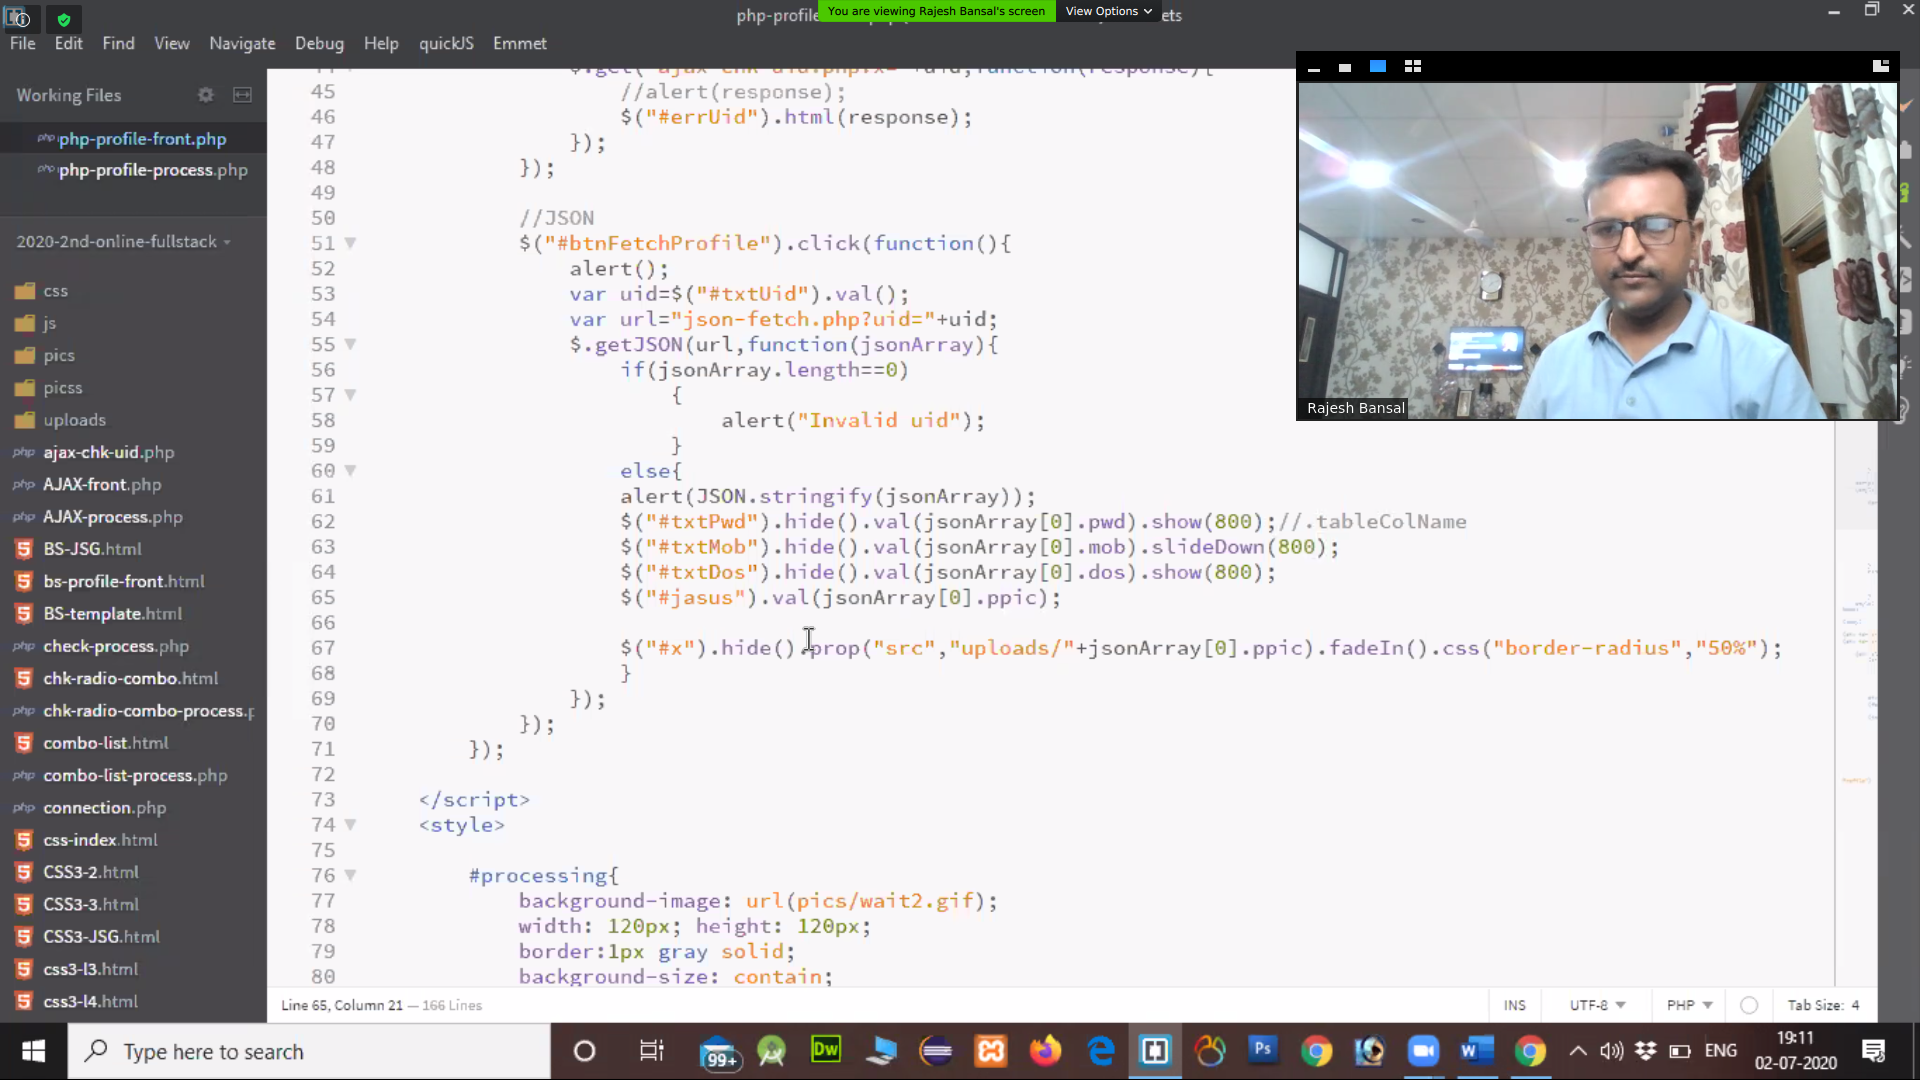 php-profile
You are viewing Rajesh Bansal's screen
View Options
ets
File Edit Find View Navigate Debug Help quickJS Emmet
Working Files
php-profile-front.php
php-profile-process.php
2020-2nd-online-fullstack
css
js
pics
picss
uploads
ajax-chk-uid.php
AJAX-front.php
AJAX-process.php
BS-JSG.html
bs-profile-front.html
BS-template.html
check-process.php
chk-radio-combo.html
chk-radio-combo-process.p
combo-list.html
combo-list-process.php
connection.php
css-index.html
CSS3-2.html
CSS3-3.html
CSS3-JSG.html
css3-l3.html
css3-l4.html
45 //alert(response);
46 $("#errUid").html(response);
47 });
48 });
49
50 //JSON
51 $("#btnFetchProfile").click(function(){
52 alert();
53 var uid=$("#txtUid").val();
54 var url="json-fetch.php?uid="+uid;
55 $.getJSON(url,function(jsonArray){
56 if(jsonArray.length==0)
57 {
58 alert("Invalid uid");
59 }
60 else{
61 alert(JSON.stringify(jsonArray));
62 $("#txtPwd").hide().val(jsonArray[0].pwd).show(800);//.tableColName
63 $("#txtMob").hide().val(jsonArray[0].mob).slideDown(800);
64 $("#txtDos").hide().val(jsonArray[0].dos).show(800);
65 $("#jasus").val(jsonArray[0].ppic);
66
67 $("#x").hide().prop("src","uploads/"+jsonArray[0].ppic).fadeIn().css("border-radius","50%");
68 }
69 });
70 });
71 });
72
73 </script>
74 <style>
75
76 #processing{
77 background-image: url(pics/wait2.gif);
78 width: 120px; height: 120px;
79 border:1px gray solid;
80 background-size: contain;
Rajesh Bansal
Line 65, Column 21 — 166 Lines
INS UTF-8 PHP Tab Size: 4
Type here to search
99+
Dw
Ps
W
ENG
19:11
02-07-2020